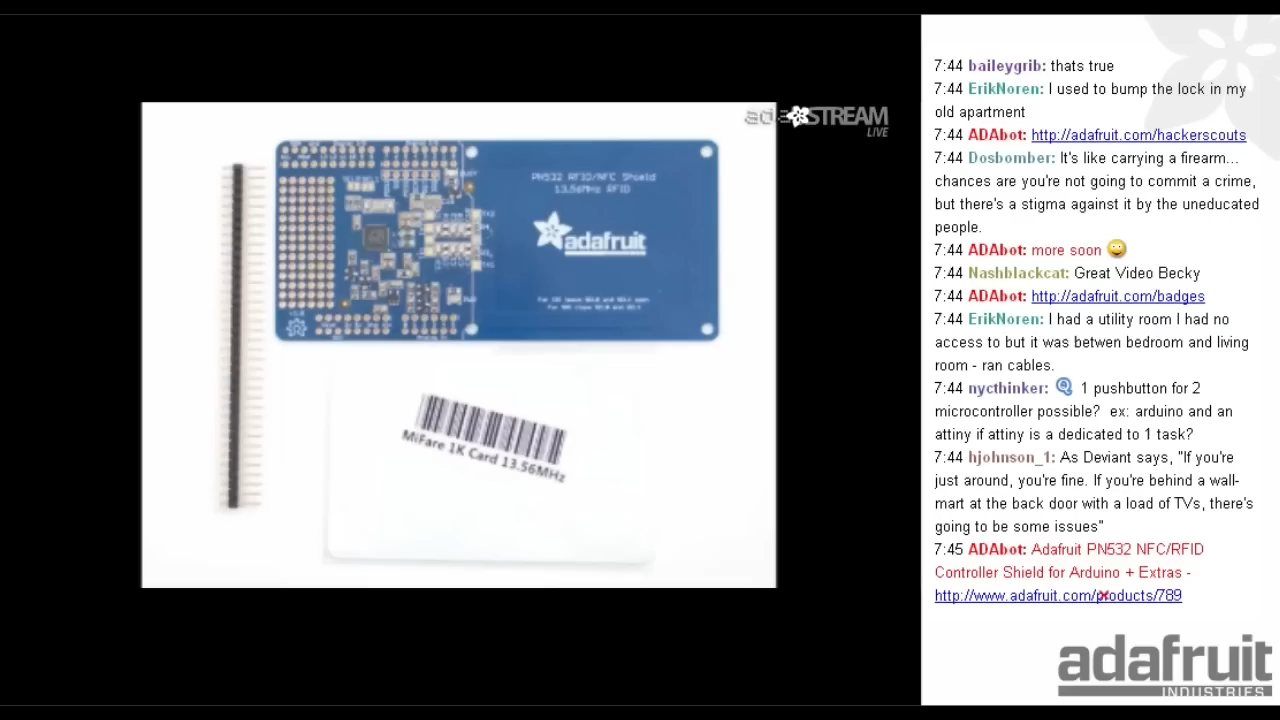 STREAM
LIVE
PN532 RFID/NFC Shield
13.56MHz RFID
adafruit
MiFare 1K Card 13.56MHz
7:44 baileygrib: thats true
7:44 ErikNoren: I used to bump the lock in my
old apartment
7:44 ADAbot: http://adafruit.com/hackerscouts
7:44 Dosbomber: It's like carrying a firearm...
chances are you're not going to commit a crime,
but there's a stigma against it by the uneducated
people.
7:44 ADAbot: more soon
7:44 Nashblackcat: Great Video Becky
7:44 ADAbot: http://adafruit.com/badges
7:44 ErikNoren: I had a utility room I had no
access to but it was betwen bedroom and living
room - ran cables.
7:44 nycthinker: 1 pushbutton for 2
microcontroller possible? ex: arduino and an
attiny if attiny is a dedicated to 1 task?
7:44 hjohnson_1: As Deviant says, "If you're
just around, you're fine. If you're behind a wall-
mart at the back door with a load of TVs, there's
going to be some issues"
7:45 ADAbot: Adafruit PN532 NFC/RFID
Controller Shield for Arduino + Extras -
http://www.adafruit.com/products/789
adafruit
INDUSTRIES